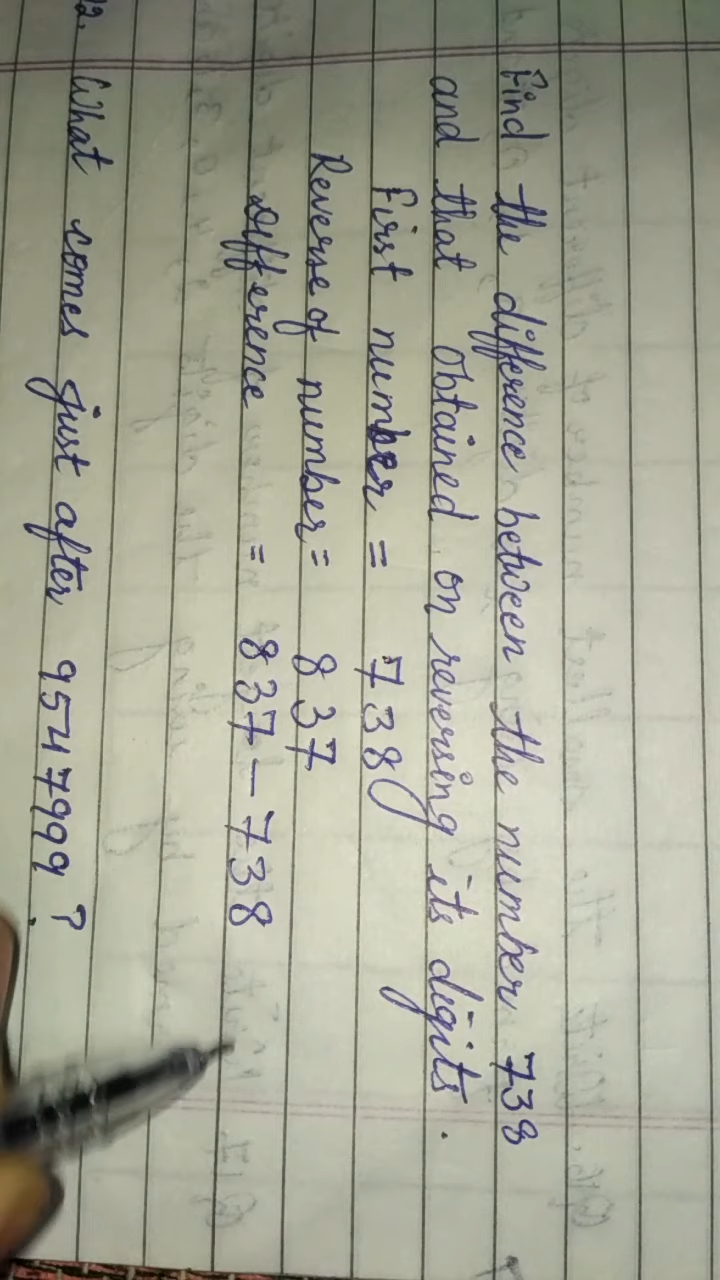 Find the difference between the number 738
and that obtained on reversing its digits.
First number = 738
Reverse of number = 837
Difference = 837 - 738
2. What comes just after 9547999?